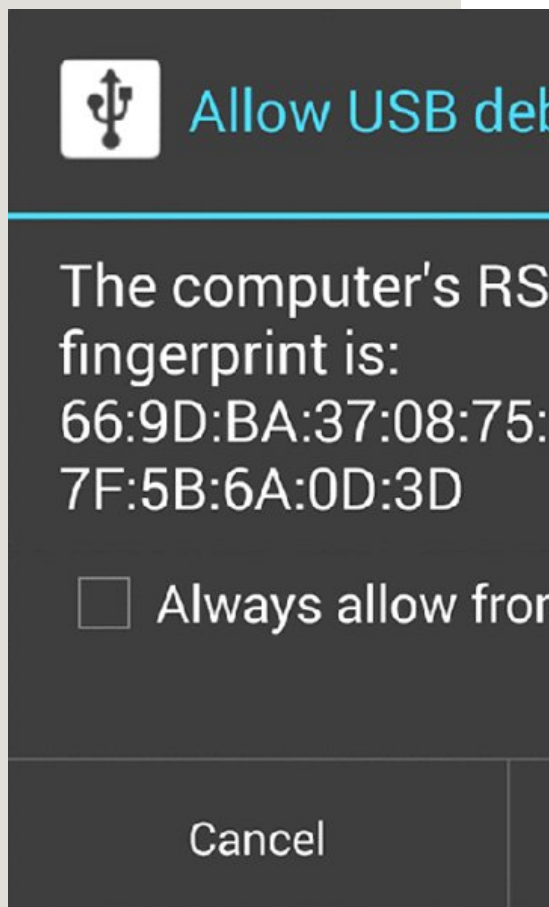 Allow USB deb
The computer's RS
fingerprint is:
66:9D:BA:37:08:75:
7F:5B:6A:0D:3D
Always allow from
Cancel